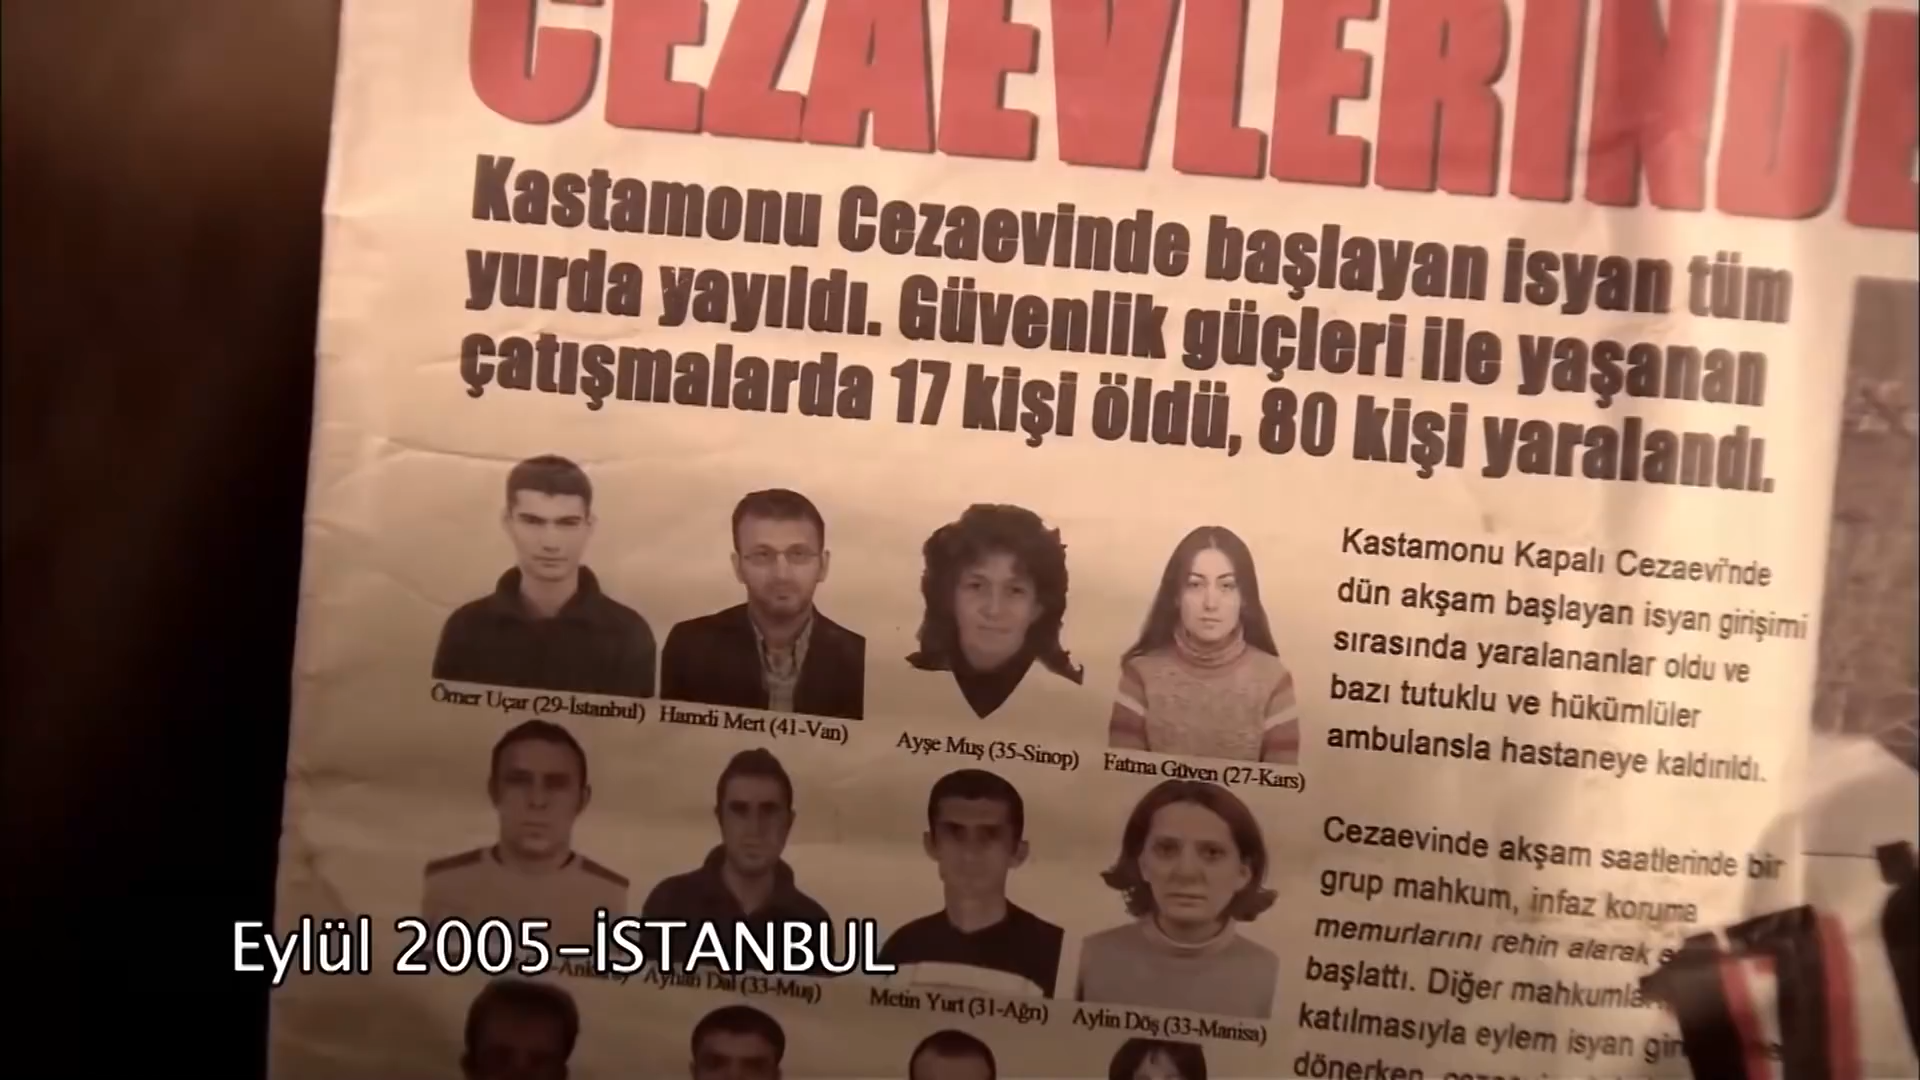 CEZAEVLERİNDE
Kastamonu Cezaevinde başlayan isyan tüm
yurda yayıldı. Güvenlik güçleri ile yaşanan
çatışmalarda 17 kişi öldü, 80 kişi yaralandı.
Ömer Uçar (29-İstanbul) Hamdi Mert (41-Van) Ayşe Muş (35-Sinop) Fatma Güven (27-Kars)
Ayhan Dal (33-Muş) Metin Yurt (31-Ağrı) Aylin Döş (33-Manisa)
Kastamonu Kapalı Cezaevi'nde
dün akşam başlayan isyan girişimi
sırasında yaralananlar oldu ve
bazı tutuklu ve hükümlüler
ambulansla hastaneye kaldırıldı.
Cezaevinde akşam saatlerinde bir
grup mahkum, infaz koruma
memurlarını rehin alarak
başlattı. Diğer
katılmasıyla eylem isyan
dönerken
Eylül 2005-İSTANBUL